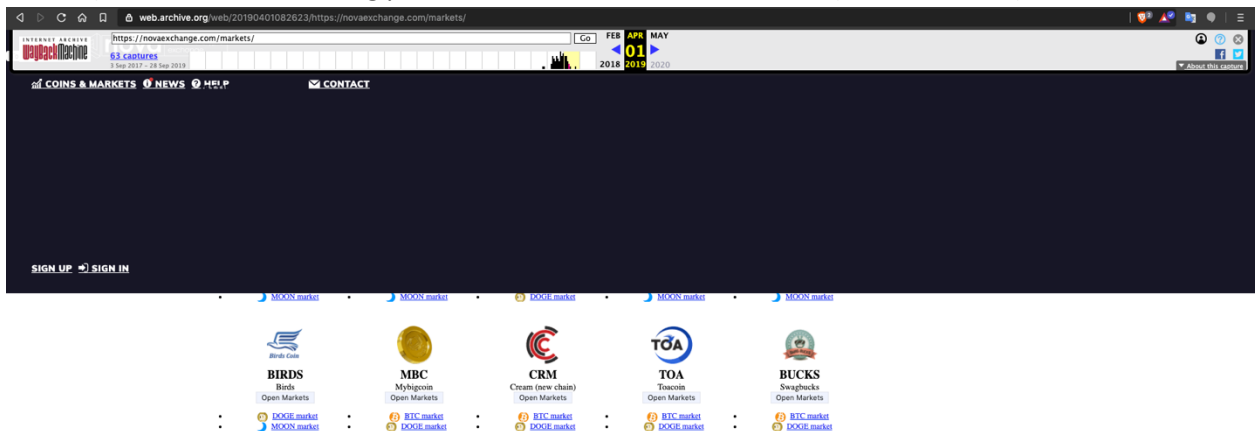 web.archive.org/web/20190401082623/https://novaexchange.com/markets/
INTERNET ARCHIVE
WayBackMachine
https://novaexchange.com/markets/
Go
FEB APR MAY
63 captures
01
3 Sep 2017 – 28 Sep 2019
2018 2019 2020
About this capture
COINS & MARKETS NEWS HELP CONTACT
SIGN UP SIGN IN
MOON market MOON market DOGE market MOON market MOON market
Birds Coin TOA
BIRDS MBC CRM TOA BUCKS
Birds Mybigcoin Cream (new chain) Toacoin Swagbucks
Open Markets Open Markets Open Markets Open Markets Open Markets
DOGE market BTC market BTC market BTC market BTC market
MOON market DOGE market DOGE market DOGE market DOGE market